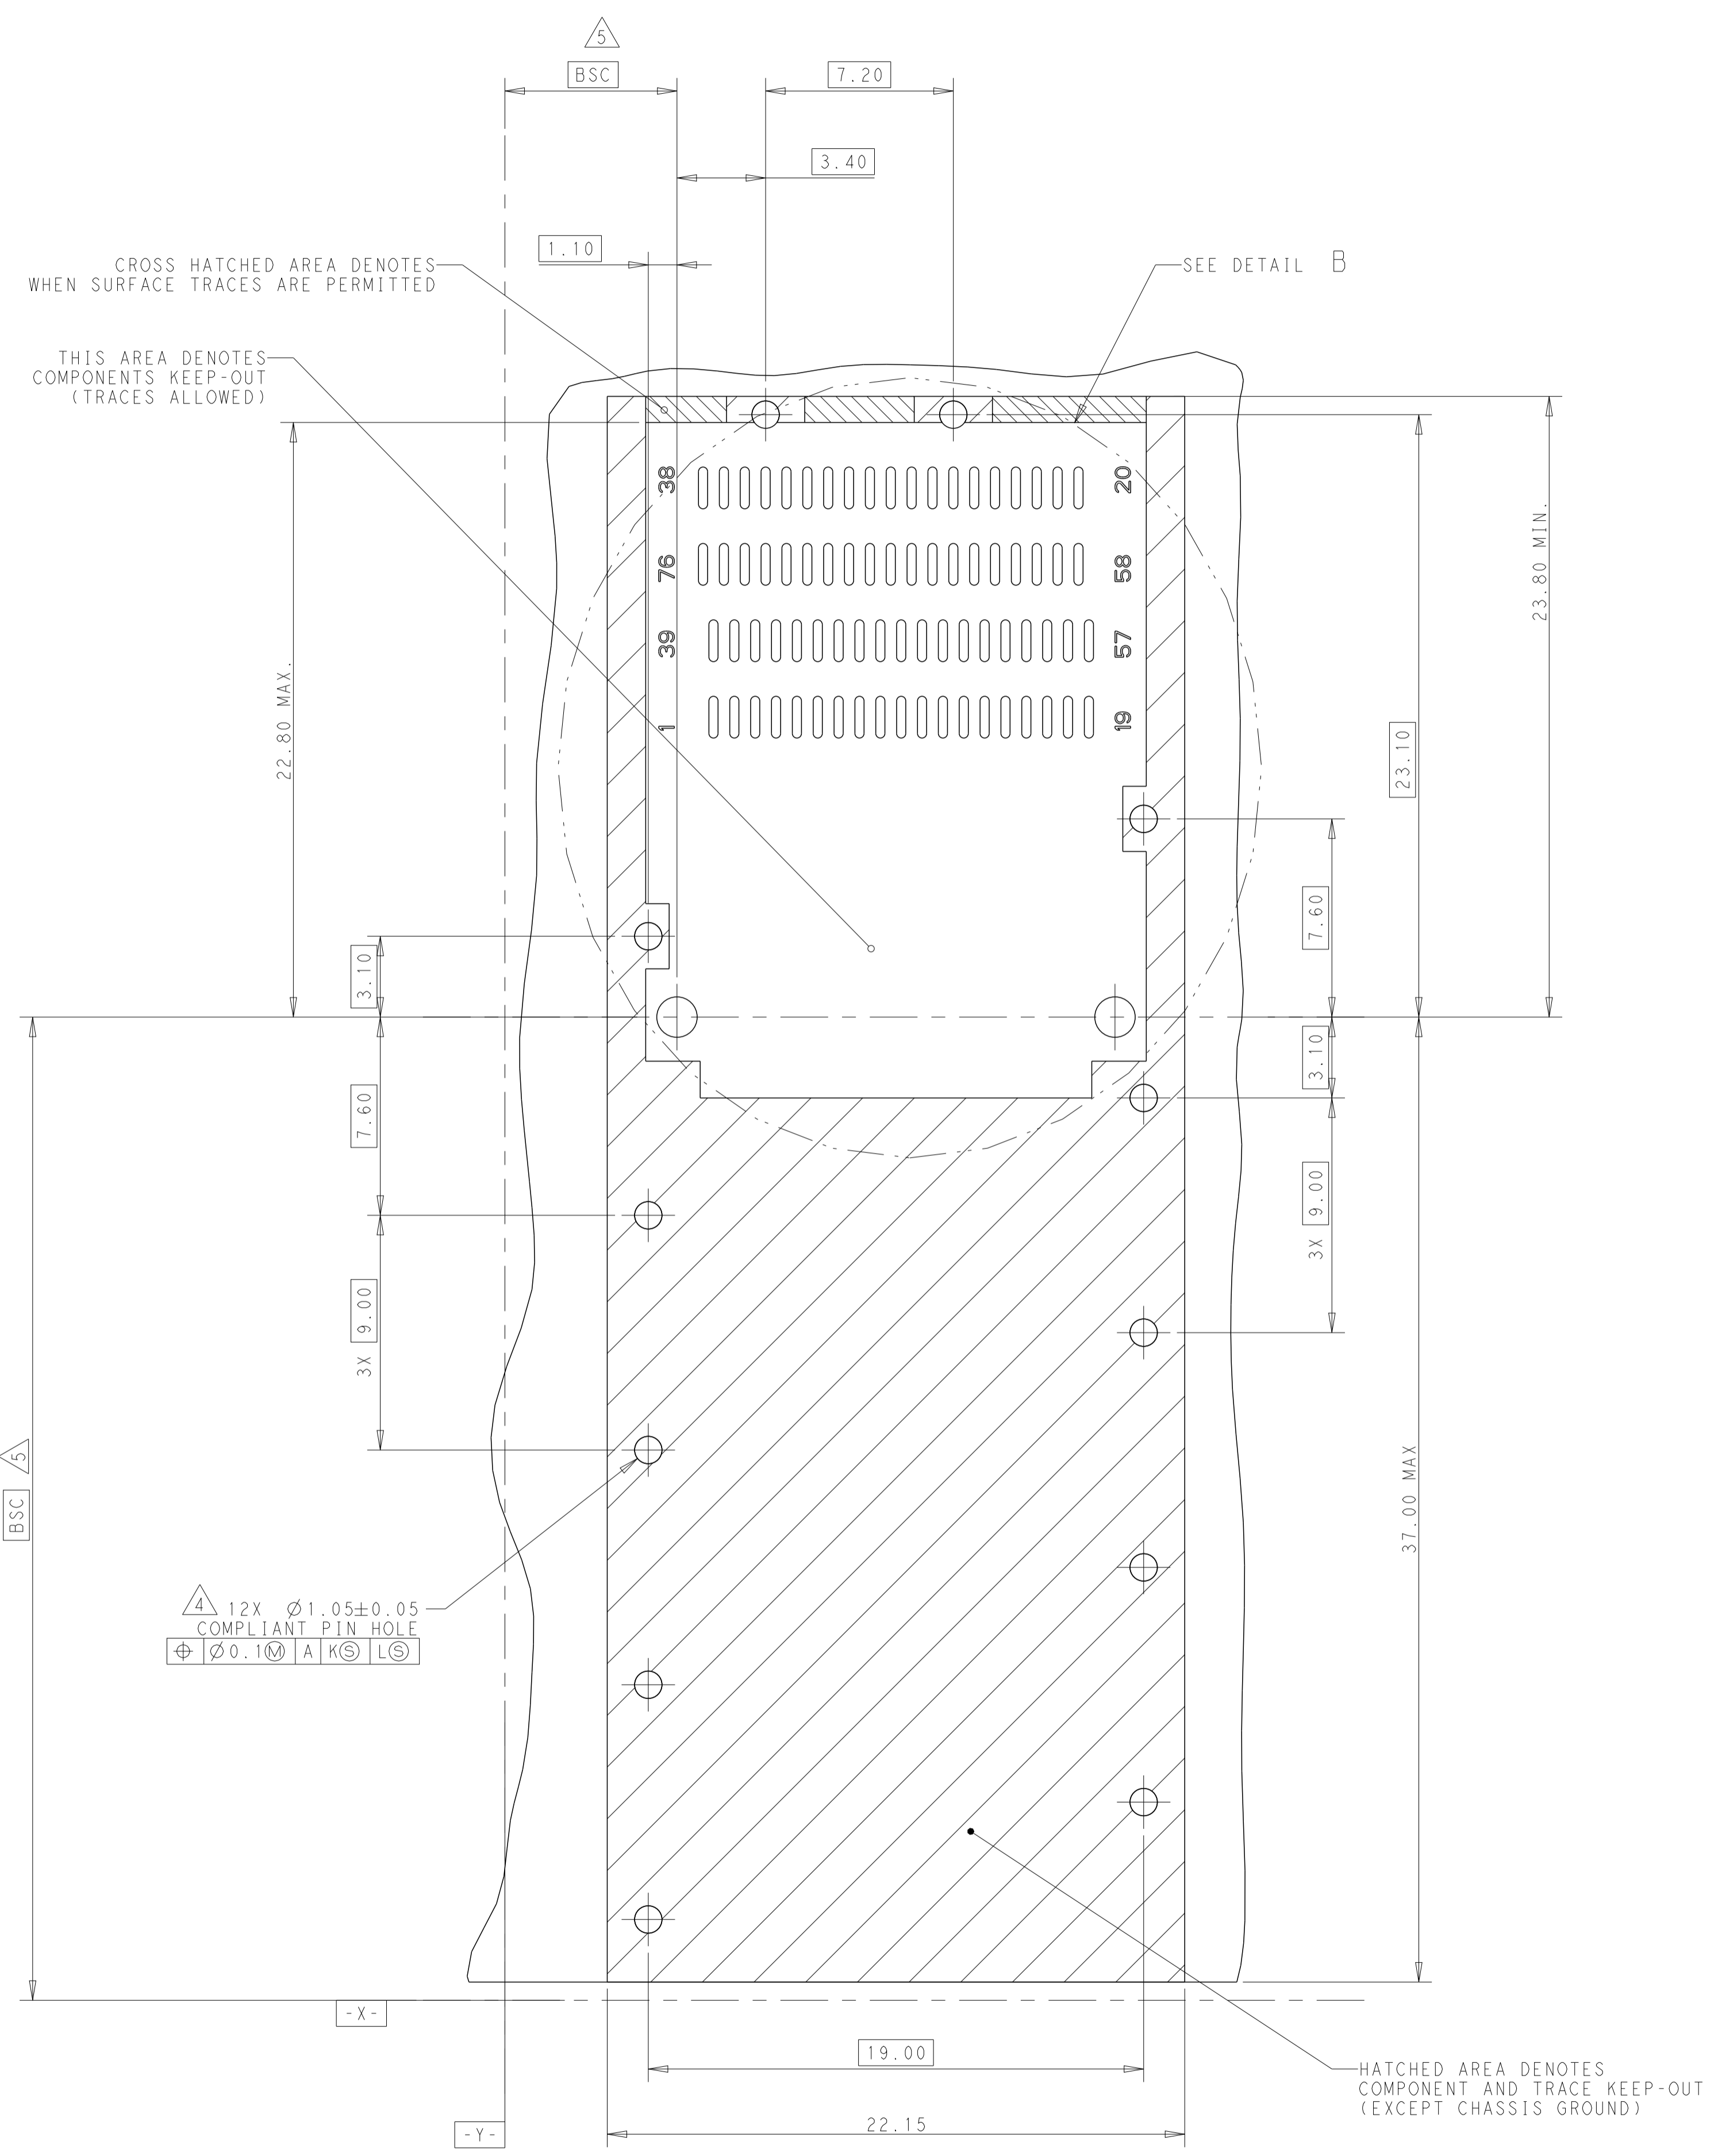 5
BSC
7.20
3.40
1.10
CROSS HATCHED AREA DENOTES
WHEN SURFACE TRACES ARE PERMITTED
SEE DETAIL B
THIS AREA DENOTES
COMPONENTS KEEP-OUT
(TRACES ALLOWED)
38
20
76
58
39
57
1
19
22.80 MAX.
23.80 MIN.
23.10
7.60
3.10
3.10
7.60
3X 9.00
3X 9.00
5
BSC
37.00 MAX
4 12X Ø1.05±0.05
COMPLIANT PIN HOLE
⌖ Ø0.1Ⓜ A KⓈ LⓈ
-X-
19.00
HATCHED AREA DENOTES
COMPONENT AND TRACE KEEP-OUT
(EXCEPT CHASSIS GROUND)
22.15
-Y-